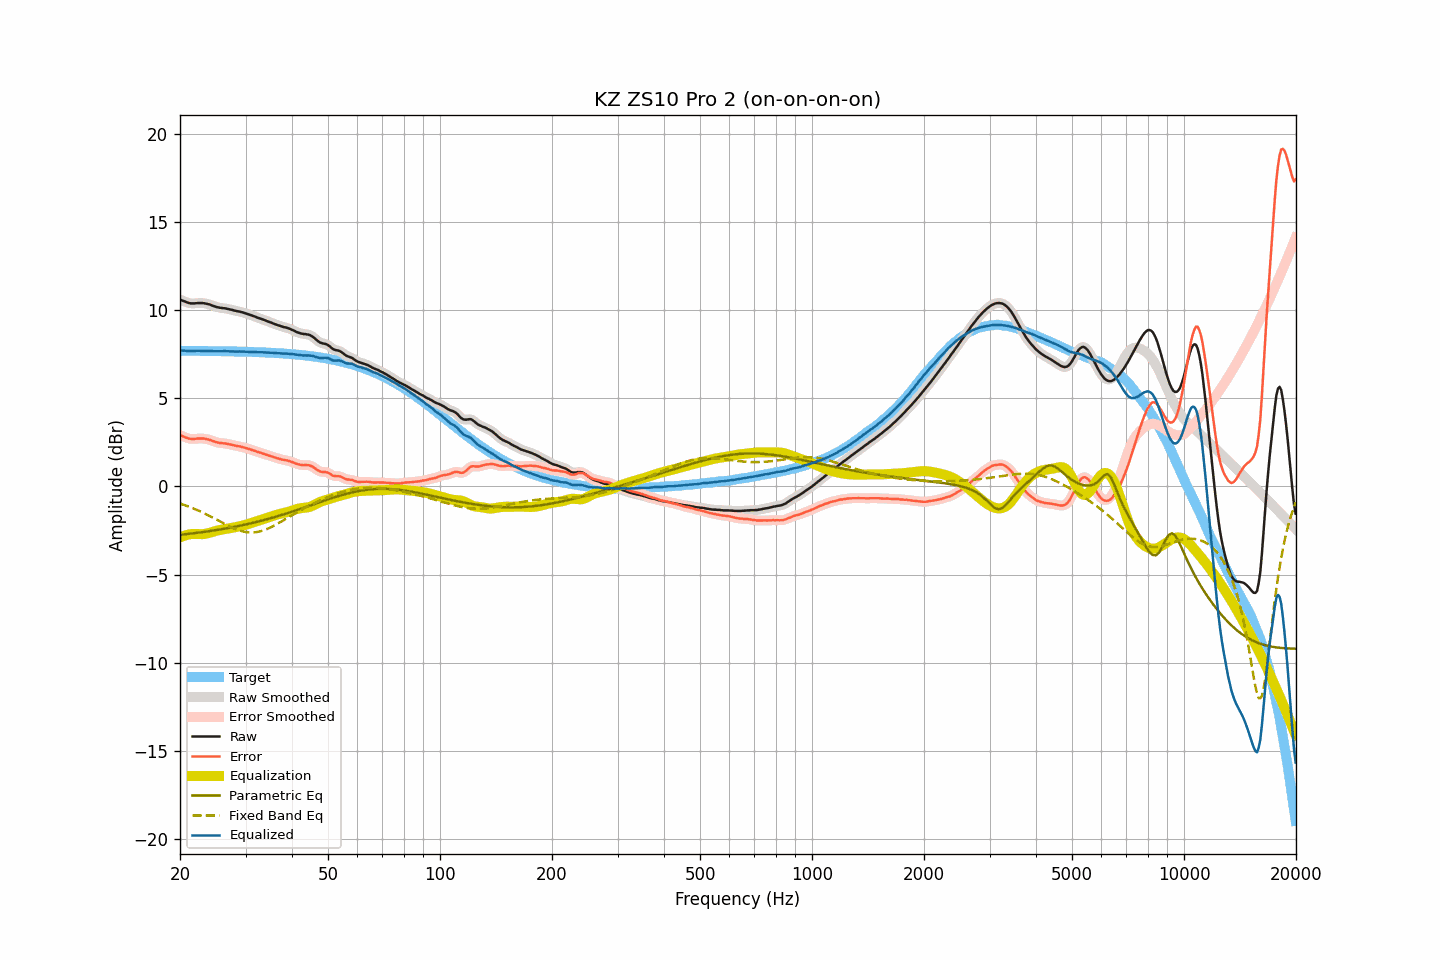 KZ ZS10 Pro 2 (on-on-on-on)
Amplitude (dBr)
20
15
10
5
0
−5
−10
−15
−20
Target
Raw Smoothed
Error Smoothed
Raw
Error
Equalization
Parametric Eq
Fixed Band Eq
Equalized
20 50 100 200 500 1000 2000 5000 10000 20000
Frequency (Hz)